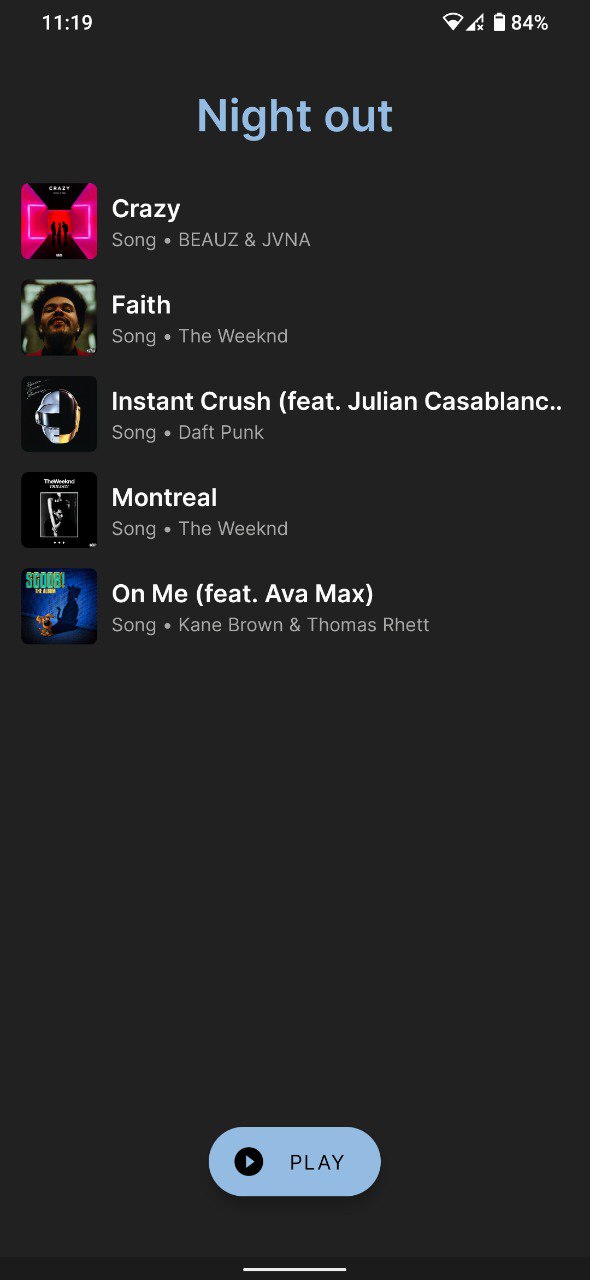 11:19
84%
Night out
CRAZY
Crazy
Song • BEAUZ & JVNA
Faith
Song • The Weeknd
Instant Crush (feat. Julian Casablanc..
Song • Daft Punk
TheWeeknd
TRILOGY
Montreal
Song • The Weeknd
SCOOB!
THE ALBUM
On Me (feat. Ava Max)
Song • Kane Brown & Thomas Rhett
PLAY